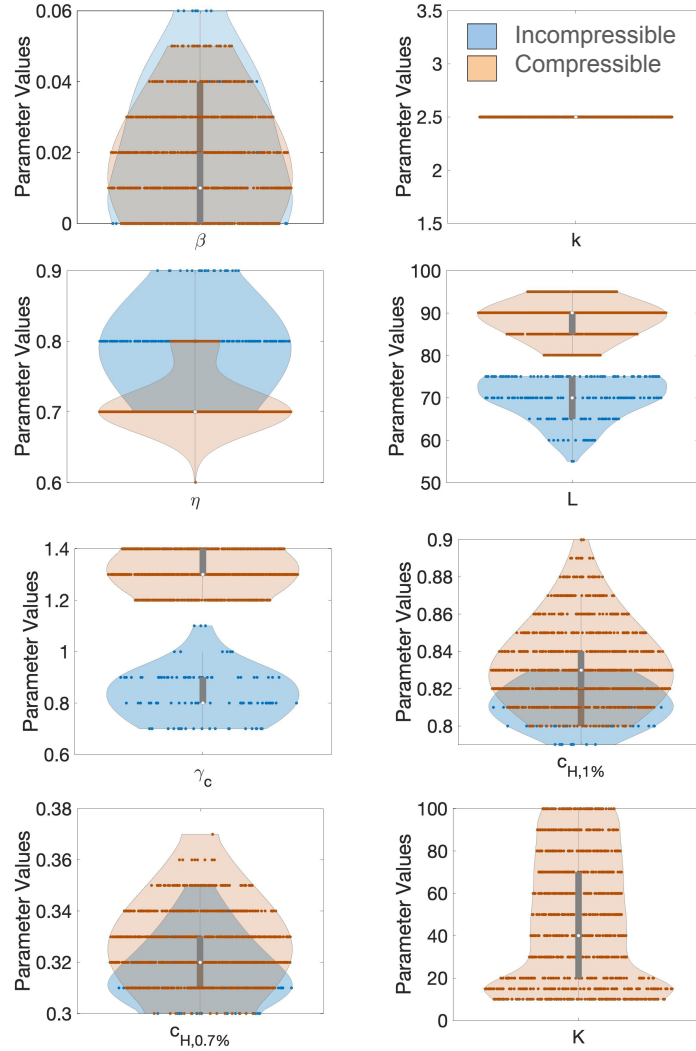 0.06
0.04
0.02
0
Parameter Values
β
3.5
3
2.5
2
1.5
Parameter Values
k
Incompressible
Compressible
0.9
0.8
0.7
0.6
Parameter Values
η
100
90
80
70
60
50
Parameter Values
L
1.4
1.2
1
0.8
0.6
Parameter Values
γc
0.9
0.88
0.86
0.84
0.82
0.8
Parameter Values
cH,1%
0.38
0.36
0.34
0.32
0.3
Parameter Values
cH,0.7%
100
80
60
40
20
0
Parameter Values
K